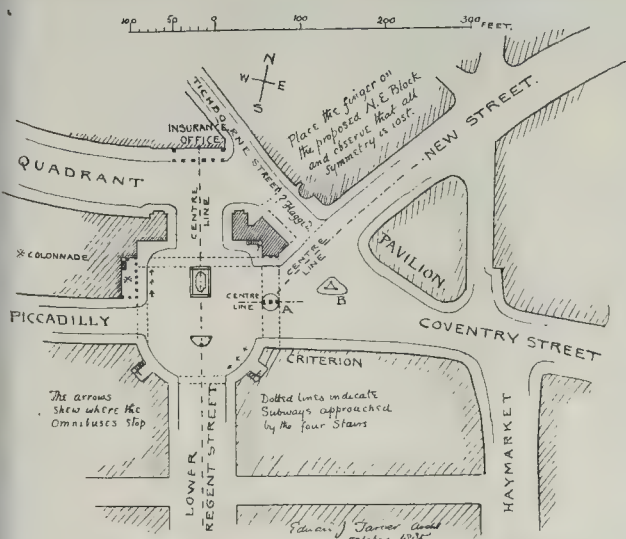 100 50 0 100 200 300 FEET.
N
W E
S
TICHBORNE STREET
Place the finger on
the proposed N.E. Block
and observe that all
symmetry is lost.
INSURANCE
OFFICE
NEW STREET.
QUADRANT
CENTRE
LINE
CENTRE
LINE
COLONNADE
PAVILION
CENTRE
LINE
A
B
PICCADILLY
COVENTRY STREET
CRITERION
The arrows
shew where the
Omnibuses stop
Dotted lines indicate
Subways approached
by the four Stairs
LOWER
REGENT STREET
HAYMARKET